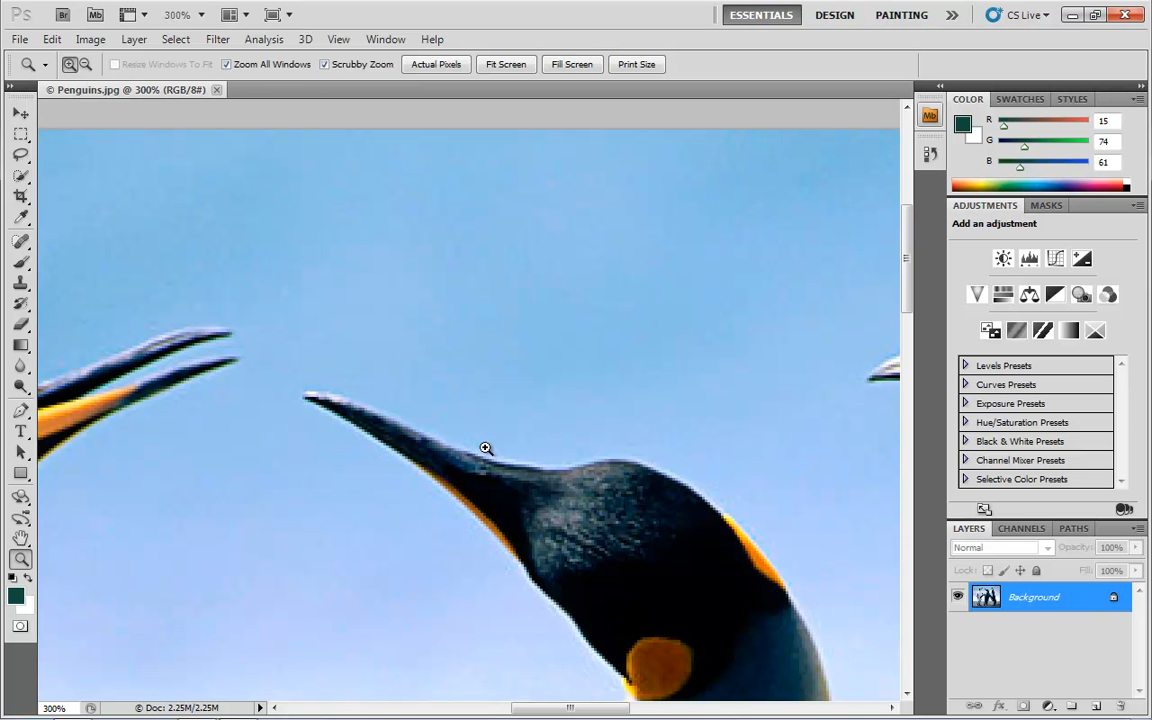 Ps Br Mb 300% ESSENTIALS DESIGN PAINTING CS Live
File Edit Image Layer Select Filter Analysis 3D View Window Help
Resize Windows To Fit Zoom All Windows Scrubby Zoom Actual Pixels Fit Screen Fill Screen Print Size
© Penguins.jpg @ 300% (RGB/8#)
COLOR SWATCHES STYLES
Mb
R 15
G 74
B 61
ADJUSTMENTS MASKS
Add an adjustment
Levels Presets
Curves Presets
Exposure Presets
Hue/Saturation Presets
Black & White Presets
Channel Mixer Presets
Selective Color Presets
LAYERS CHANNELS PATHS
Normal Opacity: 100%
Lock: Fill: 100%
Background
300% © Doc: 2.25M/2.25M